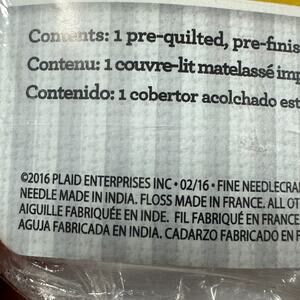 Contents: 1 pre-quilted, pre-finis
Contenu: 1 couvre-lit matelassé imp
Contenido: 1 cobertor acolchado est
©2016 PLAID ENTERPRISES INC • 02/16 • FINE NEEDLECRA
NEEDLE MADE IN INDIA. FLOSS MADE IN FRANCE. ALL OT
AIGUILLE FABRIQUÉE EN INDE. FIL FABRIQUÉ EN FRANCE
AGUJA FABRICADA EN INDIA. CADARZO FABRICADO EN F